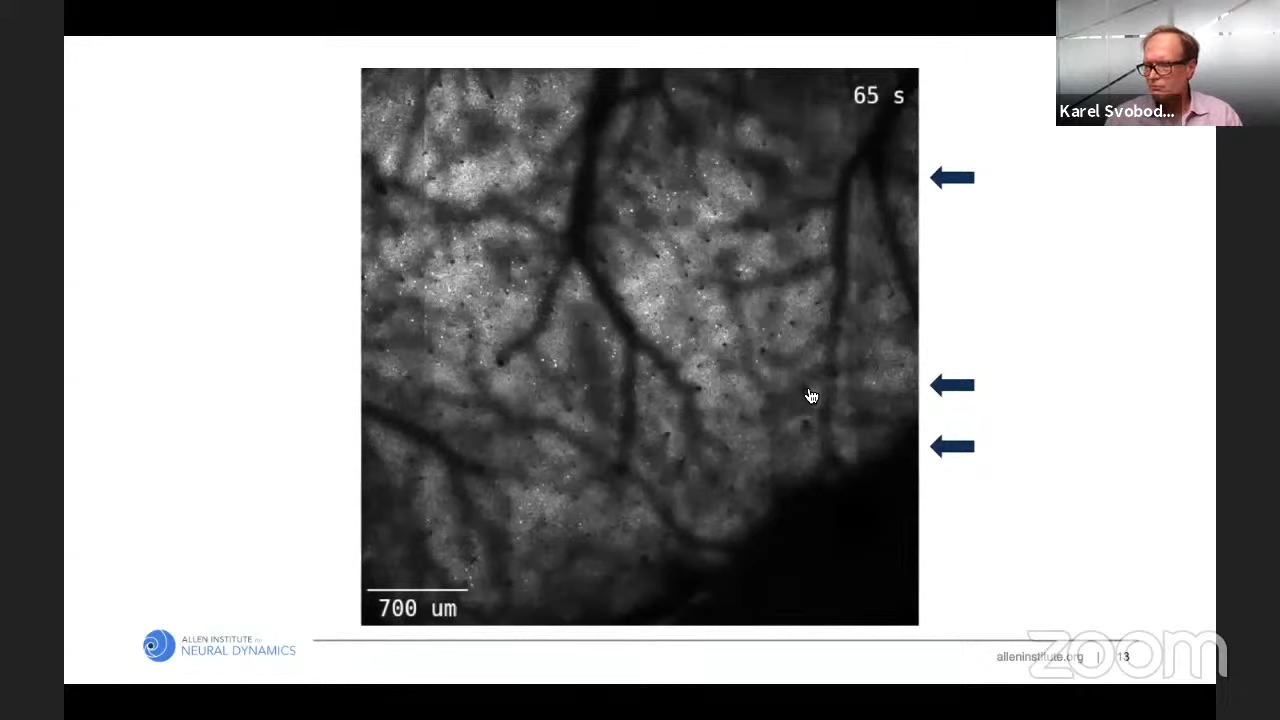 65 s
Karel Svobod...
700 um
ALLEN INSTITUTE for
NEURAL DYNAMICS
alleninstitute.org | 13
zoom